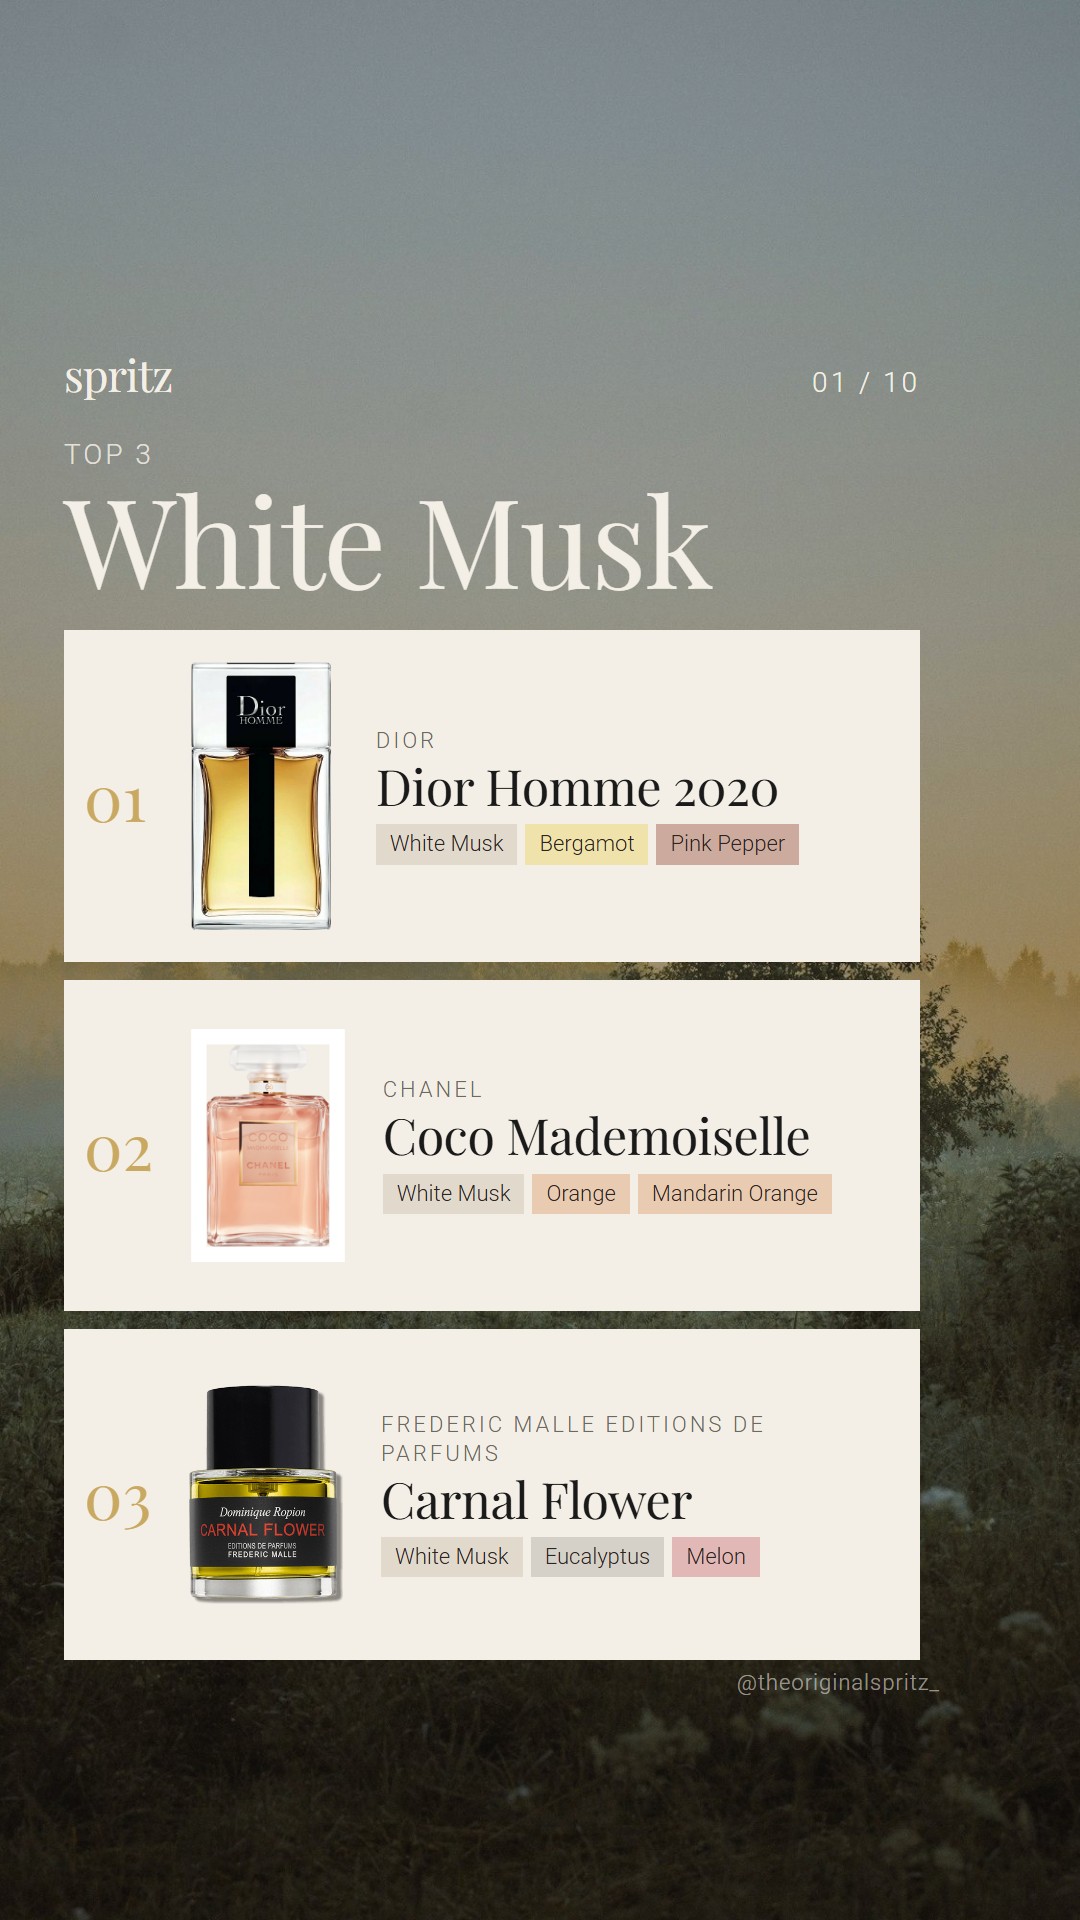 spritz
01 / 10
TOP 3
White Musk
Dior
HOMME
DIOR
01
Dior Homme 2020
White Musk Bergamot Pink Pepper
CHANEL
02
Coco Mademoiselle
White Musk Orange Mandarin Orange
COCO
CHANEL
FREDERIC MALLE EDITIONS DE
PARFUMS
03
Carnal Flower
White Musk Eucalyptus Melon
Dominique Ropion
CARNAL FLOWER
EDITIONS DE PARFUMS
FREDERIC MALLE
@theoriginalspritz_